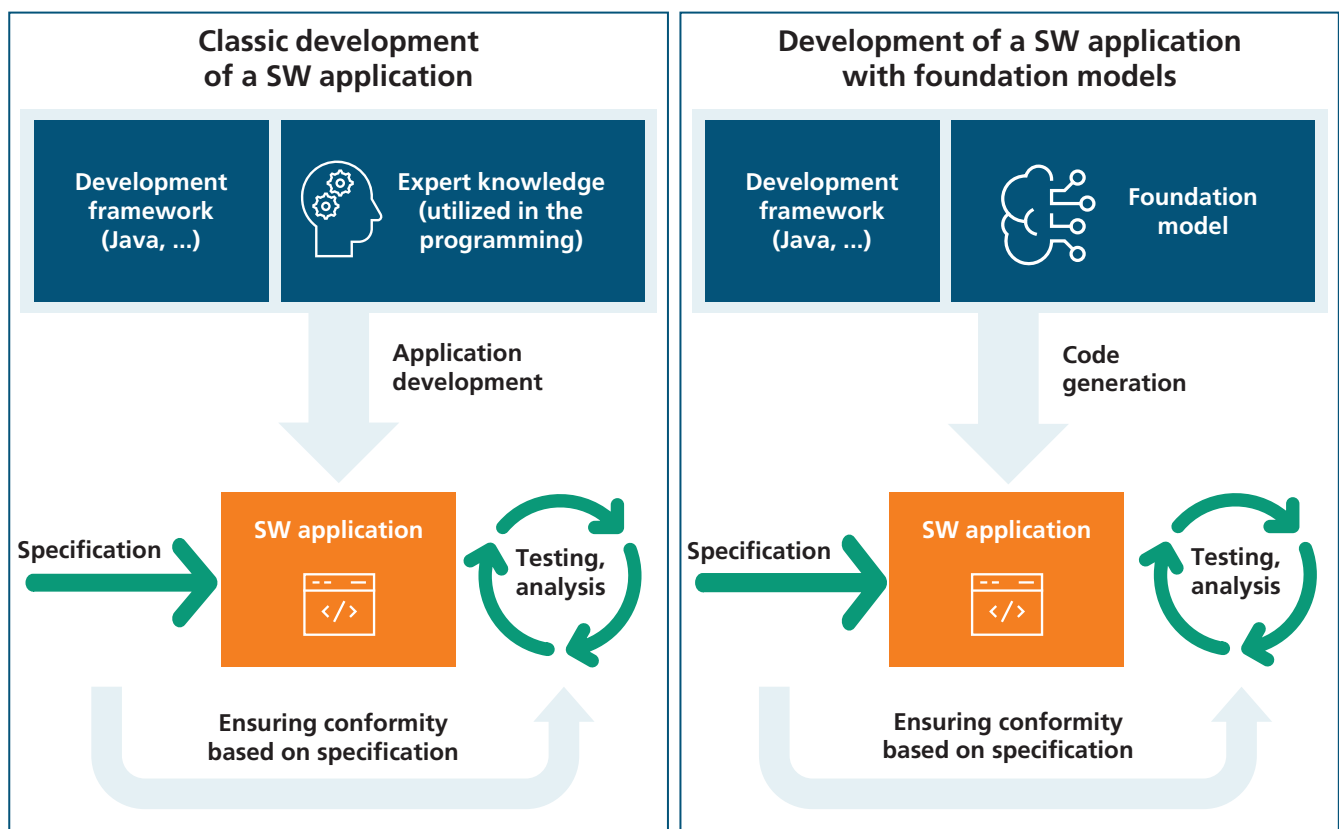 Classic development
of a SW application
Development
framework
(Java, ...)
Expert knowledge
(utilized in the
programming)
Application
development
Specification
SW application
</>
Testing,
analysis
Ensuring conformity
based on specification
Development of a SW application
with foundation models
Development
framework
(Java, ...)
Foundation
model
Code
generation
Specification
SW application
</>
Testing,
analysis
Ensuring conformity
based on specification